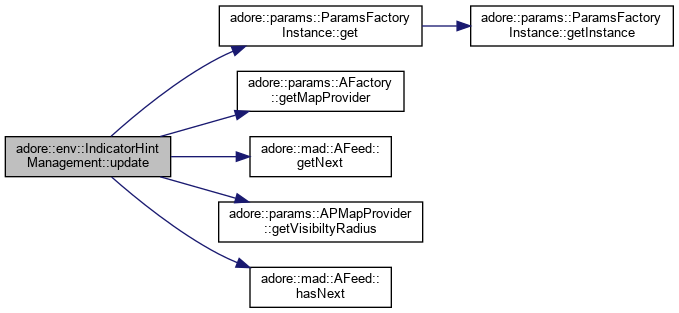 adore::env::IndicatorHint
Management::update
adore::params::ParamsFactory
Instance::get
adore::params::ParamsFactory
Instance::getInstance
adore::params::AFactory
::getMapProvider
adore::mad::AFeed::
getNext
adore::params::APMapProvider
::getVisibiltyRadius
adore::mad::AFeed::
hasNext